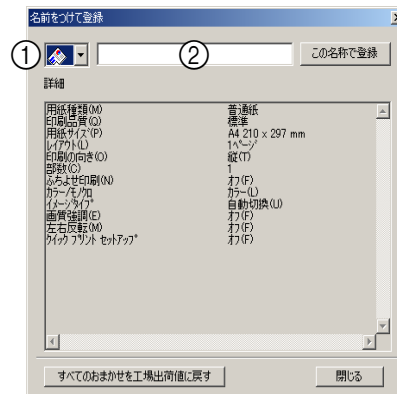 名前をつけて登録
① ② この名称で登録
詳細
用紙種類(M) 普通紙
印刷品質(Q) 標準
用紙サイズ(P) A4 210 x 297 mm
レイアウト(L) 1ページ
印刷の向き(O) 縦(T)
部数(C) 1
ふちよせ印刷(N) オフ(F)
カラー/モノクロ カラー(L)
イメージタイプ 自動切換(U)
画質強調(E) オフ(F)
左右反転(M) オフ(F)
クイック プリント セットアップ オフ(F)
すべてのおまかせを工場出荷値に戻す 閉じる